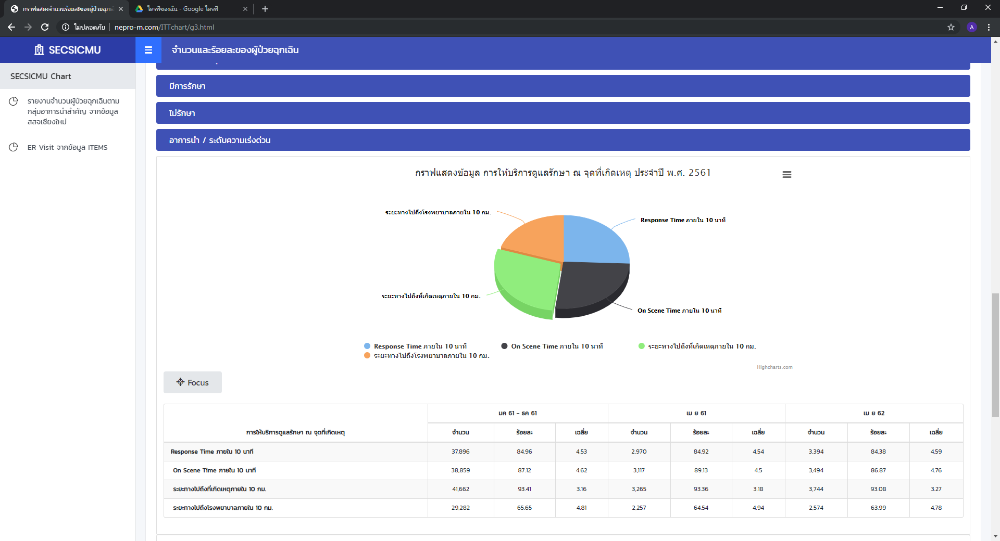 กราฟแสดงจำนวนร้อยละของผู้ป่วยฉุกเฉ
ไดรฟ์ของฉัน - Google ไดรฟ์
ไม่ปลอดภัย
nepro-m.com/ITTchart/g3.html
A
SECSICMU
จำนวนและร้อยละของผู้ป่วยฉุกเฉิน
SECSICMU Chart
รายงานจำนวนผู้ป่วยฉุกเฉินตาม
กลุ่มอาการนำสำคัญ จากข้อมูล
สสจเชียงใหม่
ER Visit จากข้อมูล ITEMS
มีการรักษา
ไม่รักษา
อาการนำ / ระดับความเร่งด่วน
กราฟแสดงข้อมูล การให้บริการดูแลรักษา ณ จุดที่เกิดเหตุ ประจำปี พ.ศ. 2561
ระยะทางไปถึงโรงพยาบาลภายใน 10 กม.
Response Time ภายใน 10 นาที
ระยะทางไปถึงที่เกิดเหตุภายใน 10 กม.
On Scene Time ภายใน 10 นาที
Response Time ภายใน 10 นาที On Scene Time ภายใน 10 นาที ระยะทางไปถึงที่เกิดเหตุภายใน 10 กม.
ระยะทางไปถึงโรงพยาบาลภายใน 10 กม.
Highcharts.com
Focus
มค 61 - ธค 61 เม ย 61 เม ย 62
การให้บริการดูแลรักษา ณ จุดที่เกิดเหตุ จำนวน ร้อยละ เฉลี่ย จำนวน ร้อยละ เฉลี่ย จำนวน ร้อยละ เฉลี่ย
Response Time ภายใน 10 นาที 37,896 84.96 4.53 2,970 84.92 4.54 3,394 84.38 4.59
On Scene Time ภายใน 10 นาที 38,859 87.12 4.62 3,117 89.13 4.5 3,494 86.87 4.76
ระยะทางไปถึงที่เกิดเหตุภายใน 10 กม. 41,662 93.41 3.16 3,265 93.36 3.18 3,744 93.08 3.27
ระยะทางไปถึงโรงพยาบาลภายใน 10 กม. 29,282 65.65 4.81 2,257 64.54 4.94 2,574 63.99 4.78